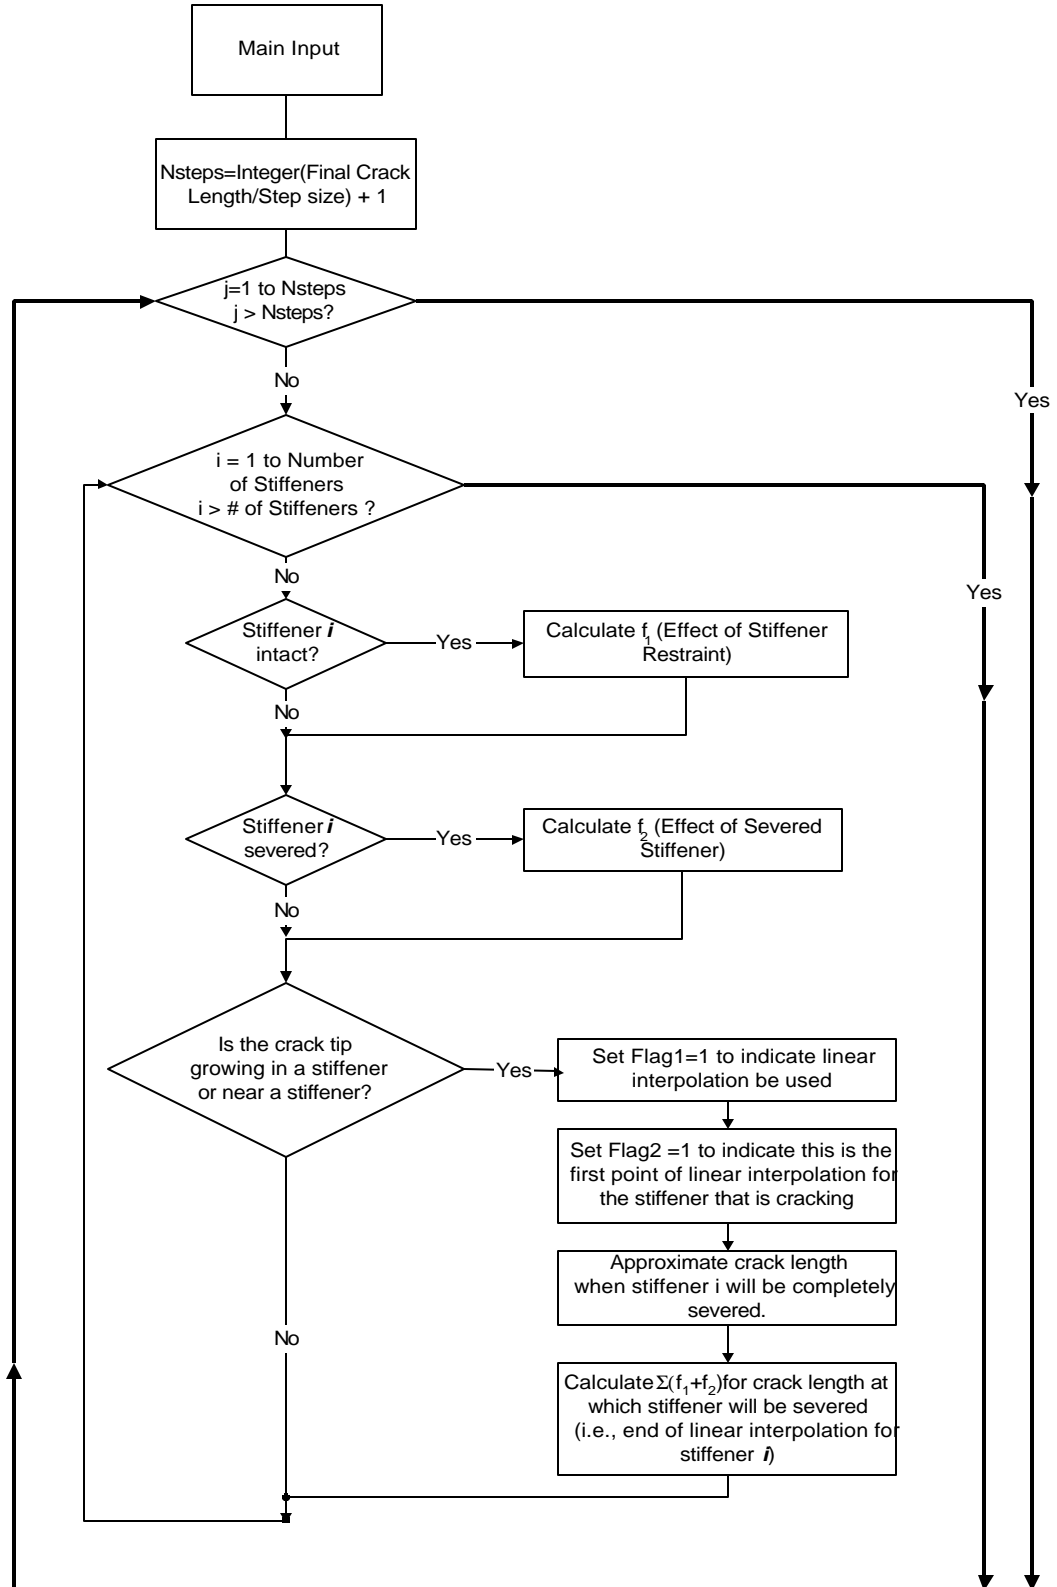 Main Input
Nsteps=Integer(Final Crack
Length/Step size) + 1
j=1 to Nsteps
j > Nsteps?
No
Yes
i = 1 to Number
of Stiffeners
i > # of Stiffeners ?
No
Yes
Stiffener i
intact?
Yes
Calculate f1 (Effect of Stiffener
Restraint)
No
Stiffener i
severed?
Yes
Calculate f2 (Effect of Severed
Stiffener)
No
Is the crack tip
growing in a stiffener
or near a stiffener?
Yes
Set Flag1=1 to indicate linear
interpolation be used
Set Flag2 =1 to indicate this is the
first point of linear interpolation for
the stiffener that is cracking
Approximate crack length
when stiffener i will be completely
severed.
No
Calculate Σ(f1+f2)for crack length at
which stiffener will be severed
(i.e., end of linear interpolation for
stiffener i)